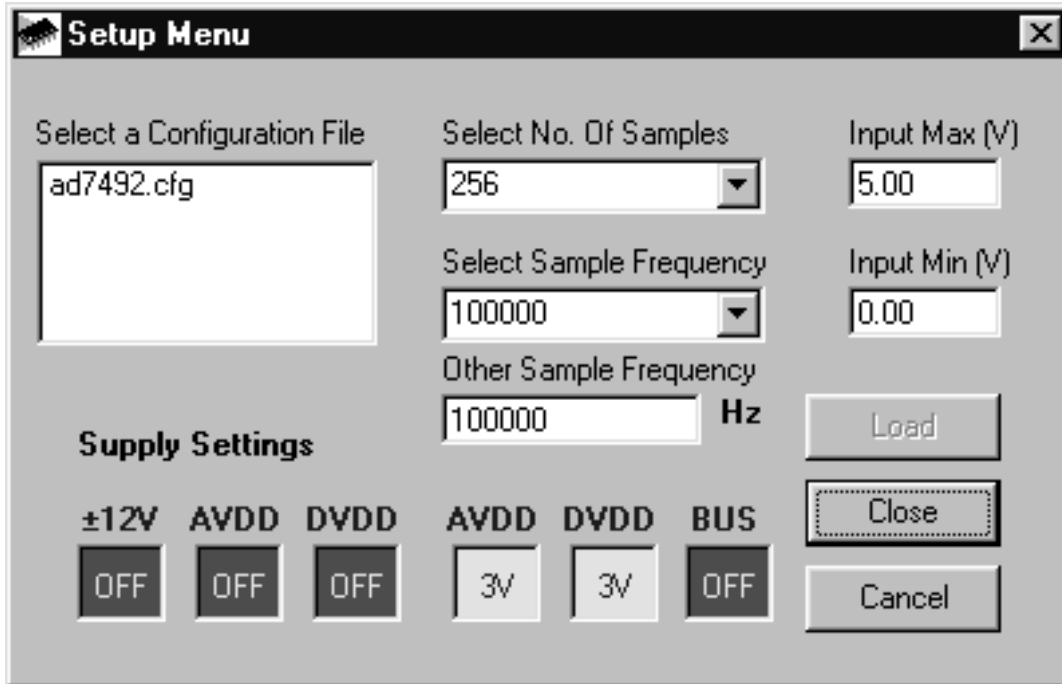 Setup Menu
Select a Configuration File
ad7492.cfg
Select No. Of Samples
256
Select Sample Frequency
100000
Other Sample Frequency
100000 Hz
Input Max (V)
5.00
Input Min (V)
0.00
Supply Settings
±12V AVDD DVDD AVDD DVDD BUS
OFF OFF OFF 3V 3V OFF
Load
Close
Cancel